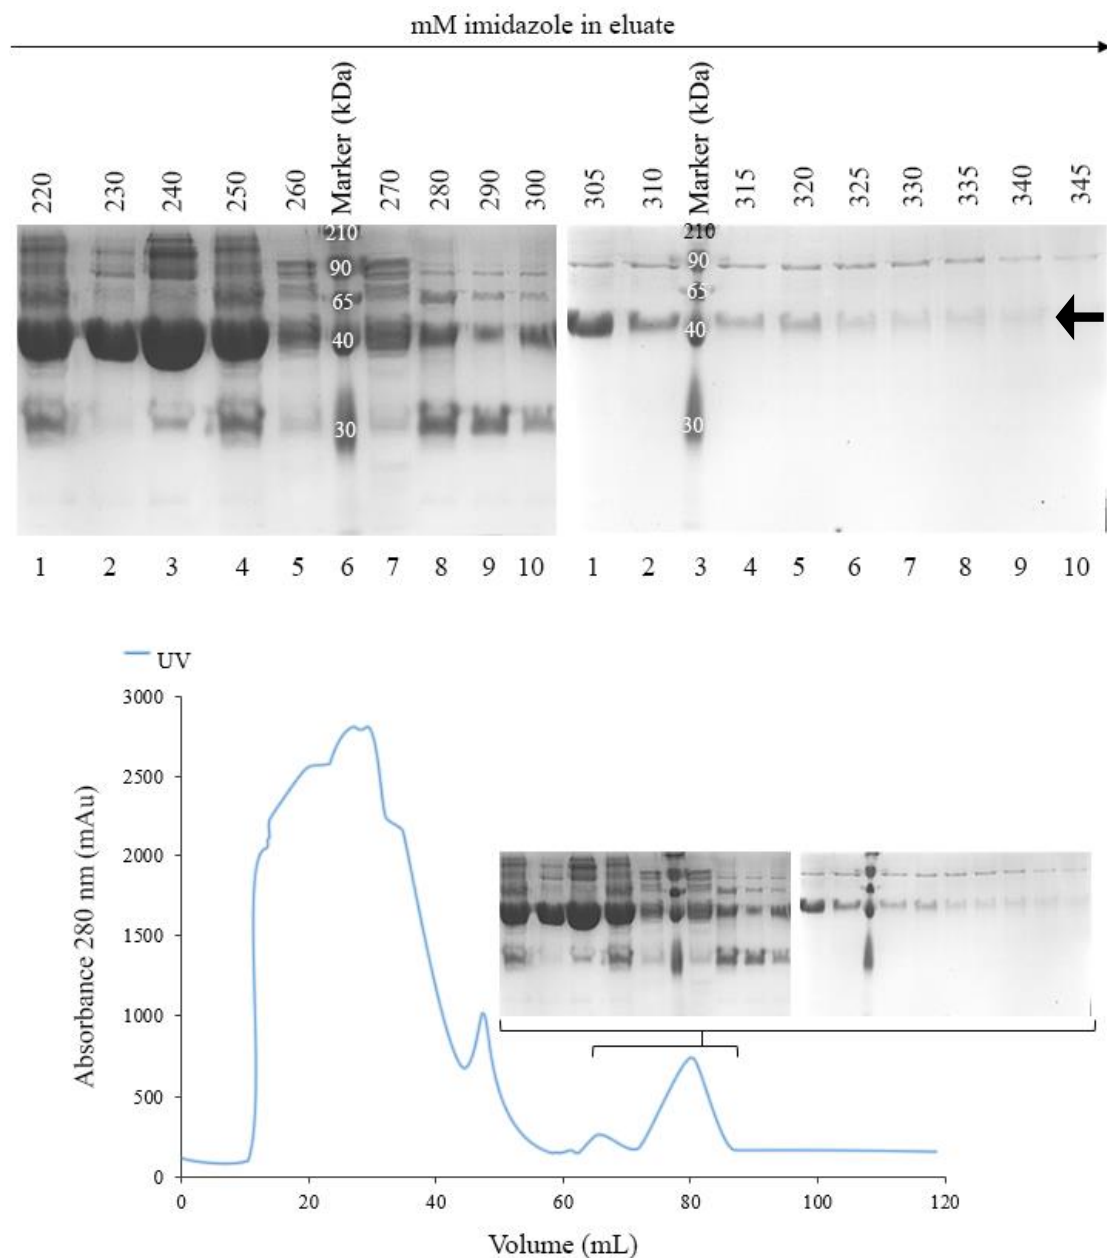 mM imidazole in eluate
220 230 240 250 260 Marker (kDa) 270 280 290 300 305 310 Marker (kDa) 315 320 325 330 335 340 345
210 210
90 90
65 65
40 40
30 30
1 2 3 4 5 6 7 8 9 10 1 2 3 4 5 6 7 8 9 10
UV
Absorbance 280 nm (mAu)
3000
2500
2000
1500
1000
500
0
0 20 40 60 80 100 120
Volume (mL)